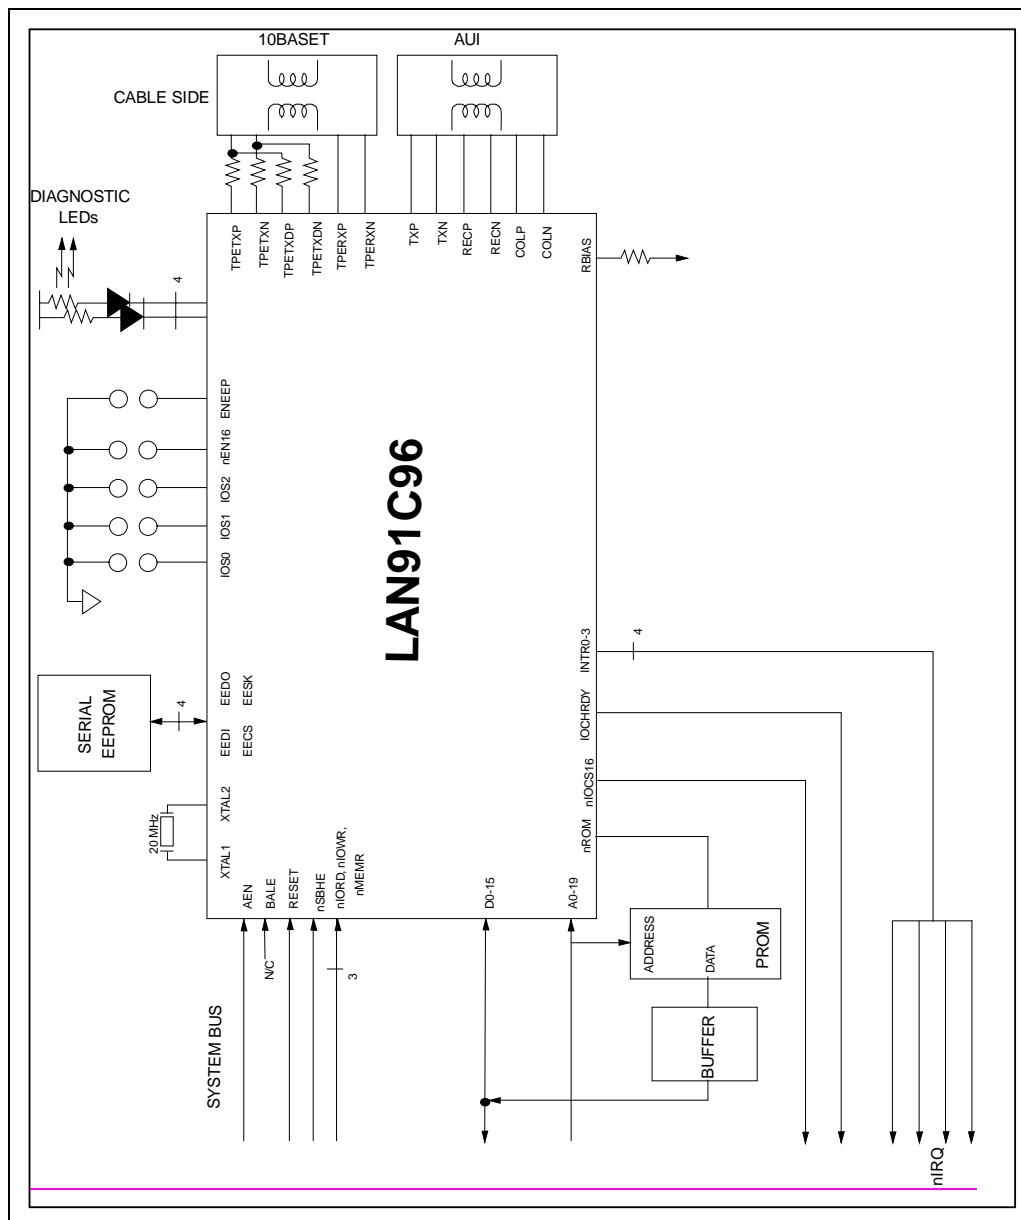 10BASET
AUI
CABLE SIDE
DIAGNOSTIC
LEDs
4
TPETXP
TPETXN
TPETXDP
TPETXDN
TPERXP
TPERXN
TXP
TXN
RECP
RECN
COLP
COLN
RBIAS
ENEEP
nEN16
IOS2
IOS1
IOS0
LAN91C96
SERIAL
EEPROM
4
EEDO
EESK
EEDI
EECS
INTR0-3
4
IOCHRDY
nIOCS16
nROM
20 MHz
XTAL2
XTAL1
AEN
BALE
RESET
nSBHE
nIORD, nIOWR,
nMEMR
D0-15
A0-19
N/C
3
ADDRESS
DATA
PROM
BUFFER
SYSTEM BUS
nIRQ